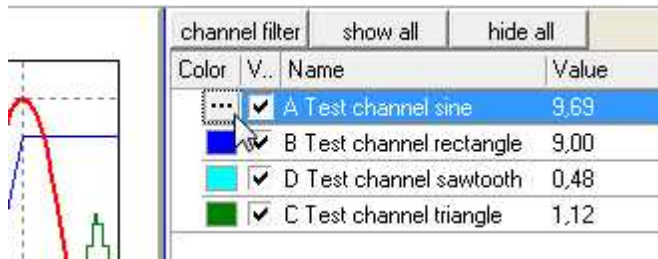 channel filter show all hide all
Color V.. Name Value
... A Test channel sine 9,69
B Test channel rectangle 9,00
D Test channel sawtooth 0,48
C Test channel triangle 1,12